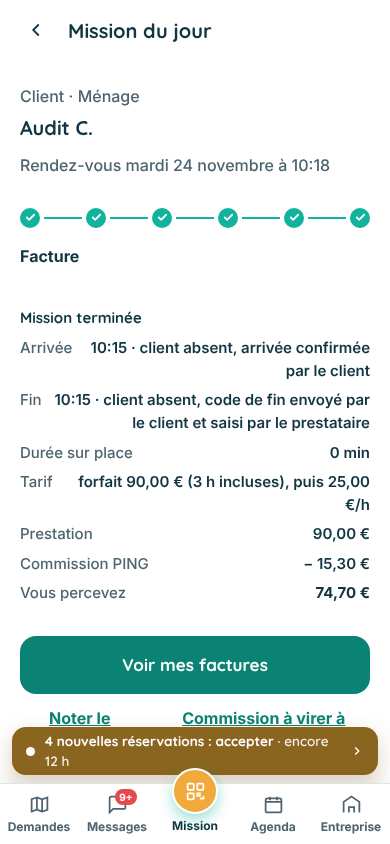 Mission du jour
Client · Ménage
Audit C.
Rendez-vous mardi 24 novembre à 10:18
Facture
Mission terminée
Arrivée 10:15 · client absent, arrivée confirmée
par le client
Fin 10:15 · client absent, code de fin envoyé par
le client et saisi par le prestataire
Durée sur place 0 min
Tarif forfait 90,00 € (3 h incluses), puis 25,00
€/h
Prestation 90,00 €
Commission PING – 15,30 €
Vous percevez 74,70 €
Voir mes factures
Noter le Commission à virer à
4 nouvelles réservations : accepter · encore
12 h
9+
Demandes Messages Mission Agenda Entreprise